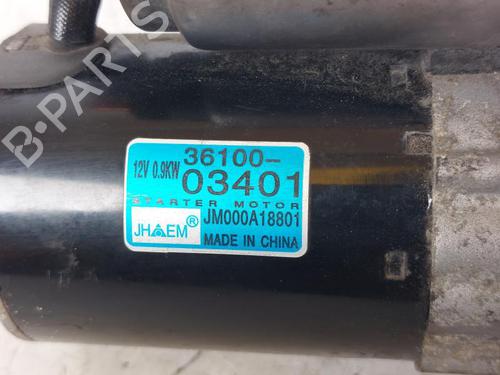 36100-
12V 0.9KW
03401
STARTER MOTOR
JHAEM® JM000A18801
MADE IN CHINA
B-PARTS